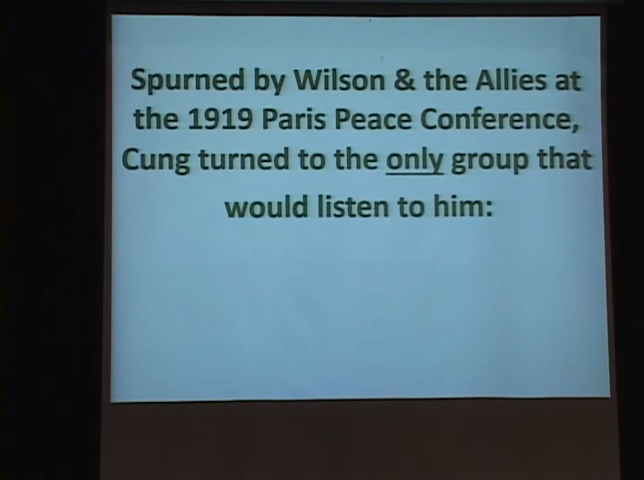 Spurned by Wilson & the Allies at
the 1919 Paris Peace Conference,
Cung turned to the only group that
would listen to him: